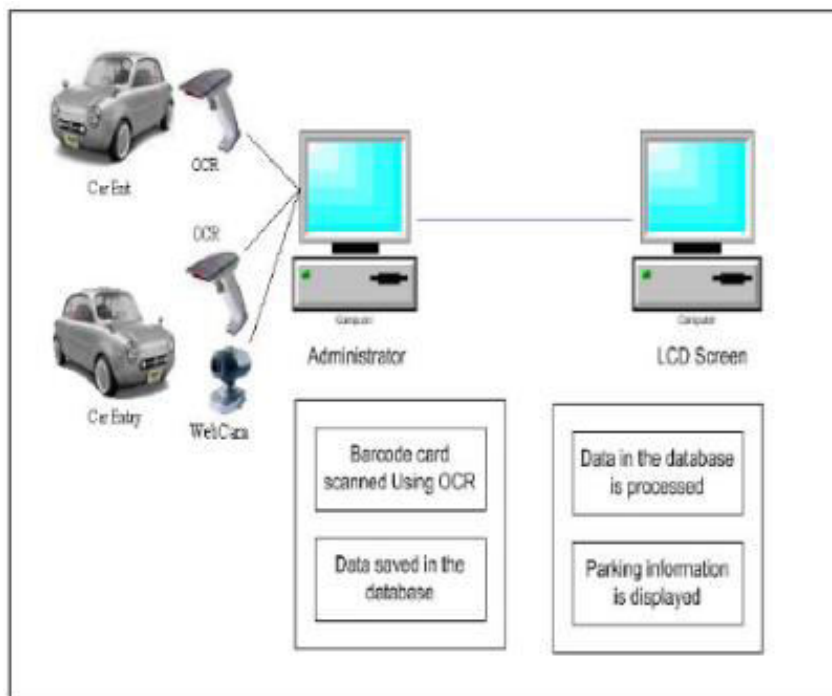 OCR
Car Exit
OCR
Car Entry
WebCam
Computer
Administrator
Computer
LCD Screen
Barcode card
scanned Using OCR
Data saved in the
database
Data in the database
is processed
Parking information
is displayed